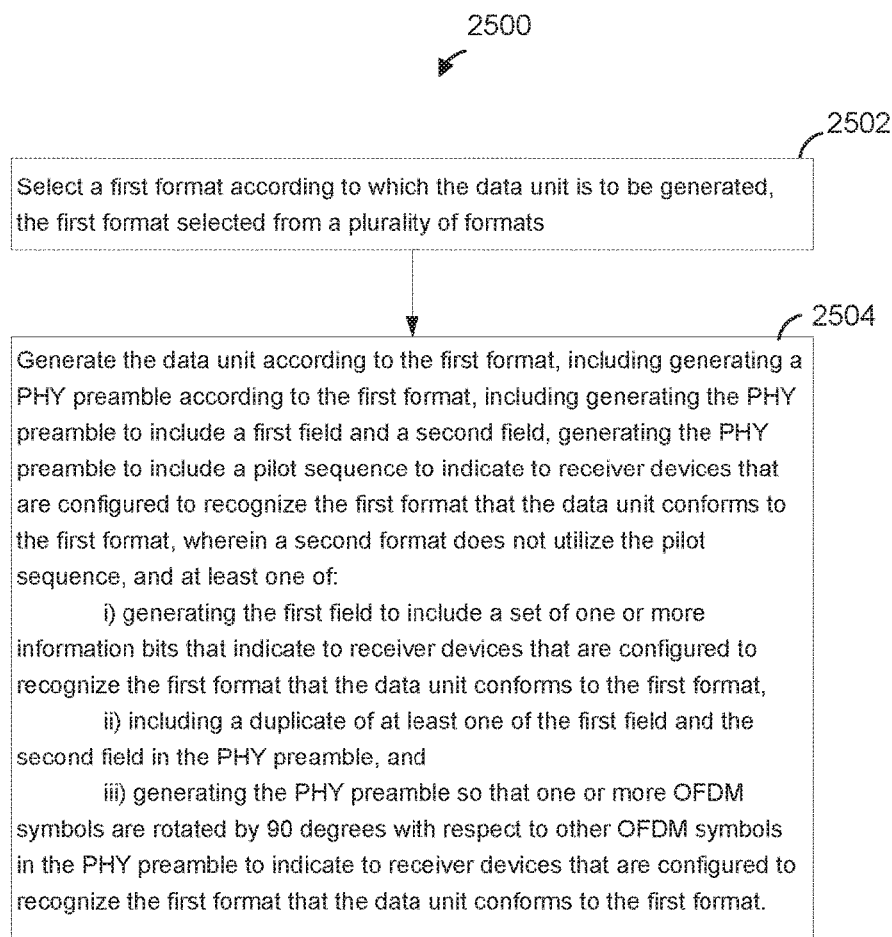 2500
2502
Select a first format according to which the data unit is to be generated,
the first format selected from a plurality of formats
2504
Generate the data unit according to the first format, including generating a
PHY preamble according to the first format, including generating the PHY
preamble to include a first field and a second field, generating the PHY
preamble to include a pilot sequence to indicate to receiver devices that
are configured to recognize the first format that the data unit conforms to
the first format, wherein a second format does not utilize the pilot
sequence, and at least one of:
i) generating the first field to include a set of one or more
information bits that indicate to receiver devices that are configured to
recognize the first format that the data unit conforms to the first format,
ii) including a duplicate of at least one of the first field and the
second field in the PHY preamble, and
iii) generating the PHY preamble so that one or more OFDM
symbols are rotated by 90 degrees with respect to other OFDM symbols
in the PHY preamble to indicate to receiver devices that are configured to
recognize the first format that the data unit conforms to the first format.